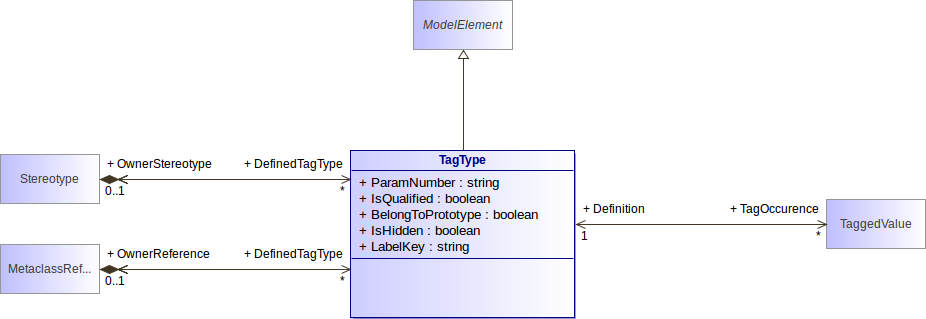 ModelElement
TagType
+ OwnerStereotype
+ DefinedTagType
Stereotype
0..1
*
+ ParamNumber : string
+ IsQualified : boolean
+ BelongToPrototype : boolean
+ IsHidden : boolean
+ LabelKey : string
+ Definition
+ TagOccurence
1
*
TaggedValue
+ OwnerReference
+ DefinedTagType
MetaclassRef...
0..1
*